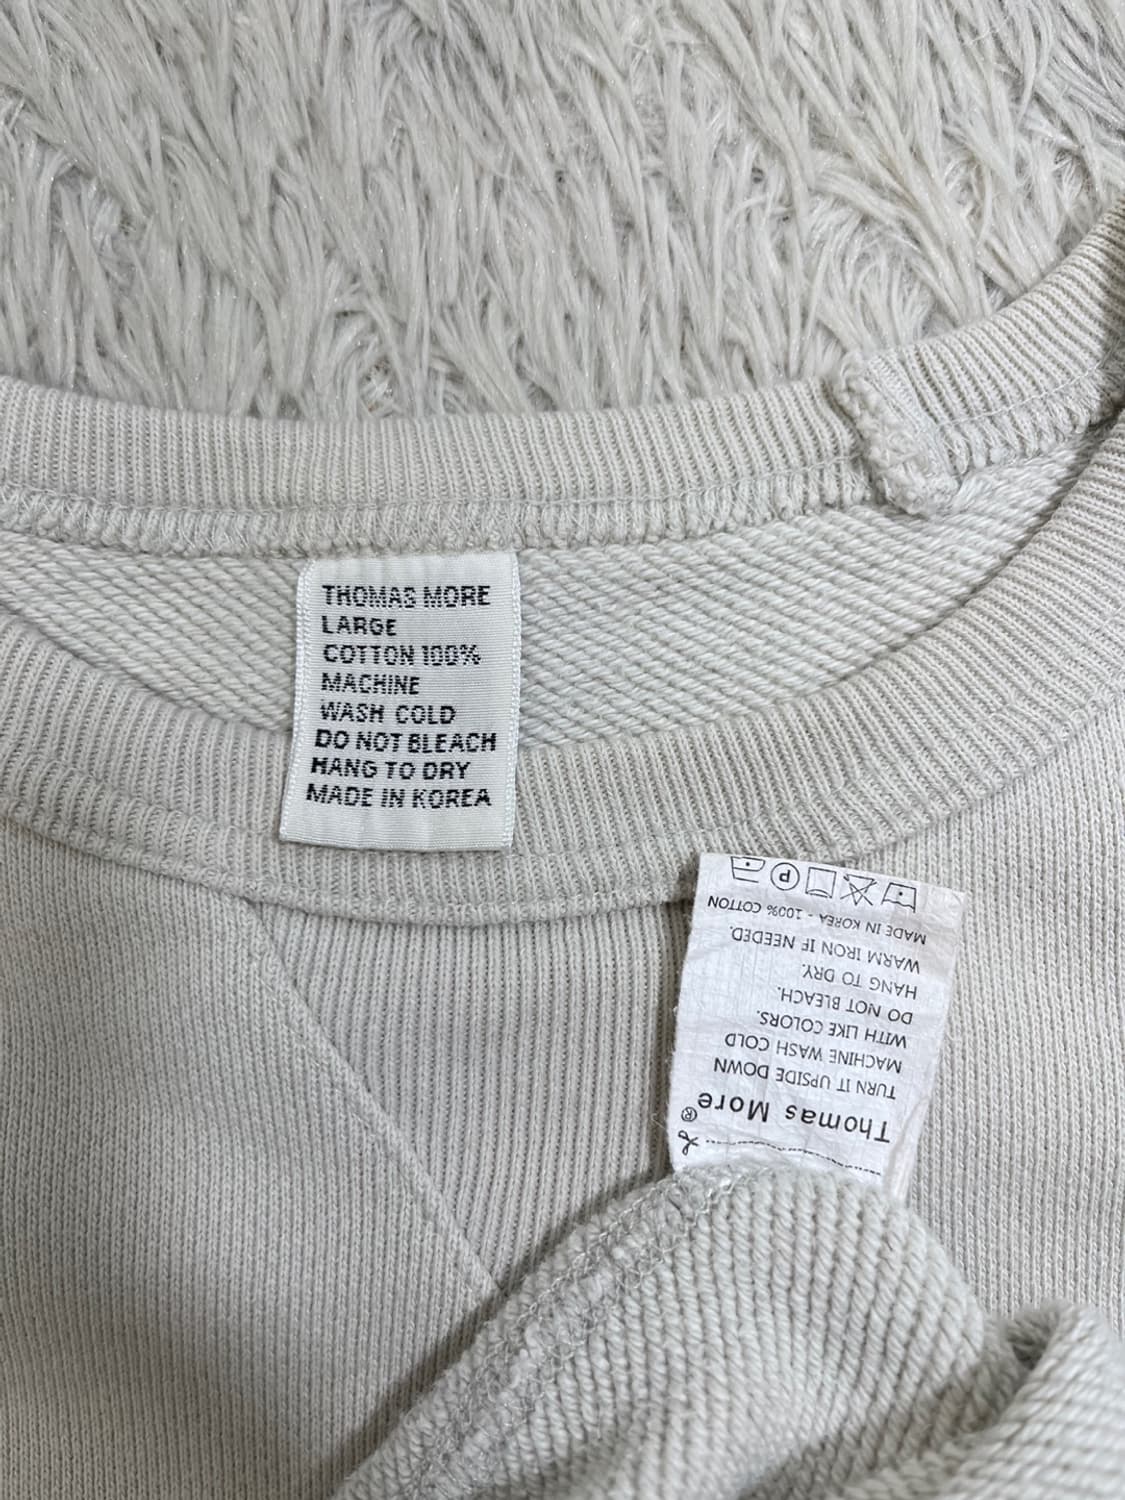 THOMAS MORE
LARGE
COTTON 100%
MACHINE
WASH COLD
DO NOT BLEACH
HANG TO DRY
MADE IN KOREA
Thomas More®
TURN IT UPSIDE DOWN
MACHINE WASH COLD
WITH LIKE COLORS.
DO NOT BLEACH.
HANG TO DRY.
WARM IRON IF NEEDED.
MADE IN KOREA - 100% COTTON
P